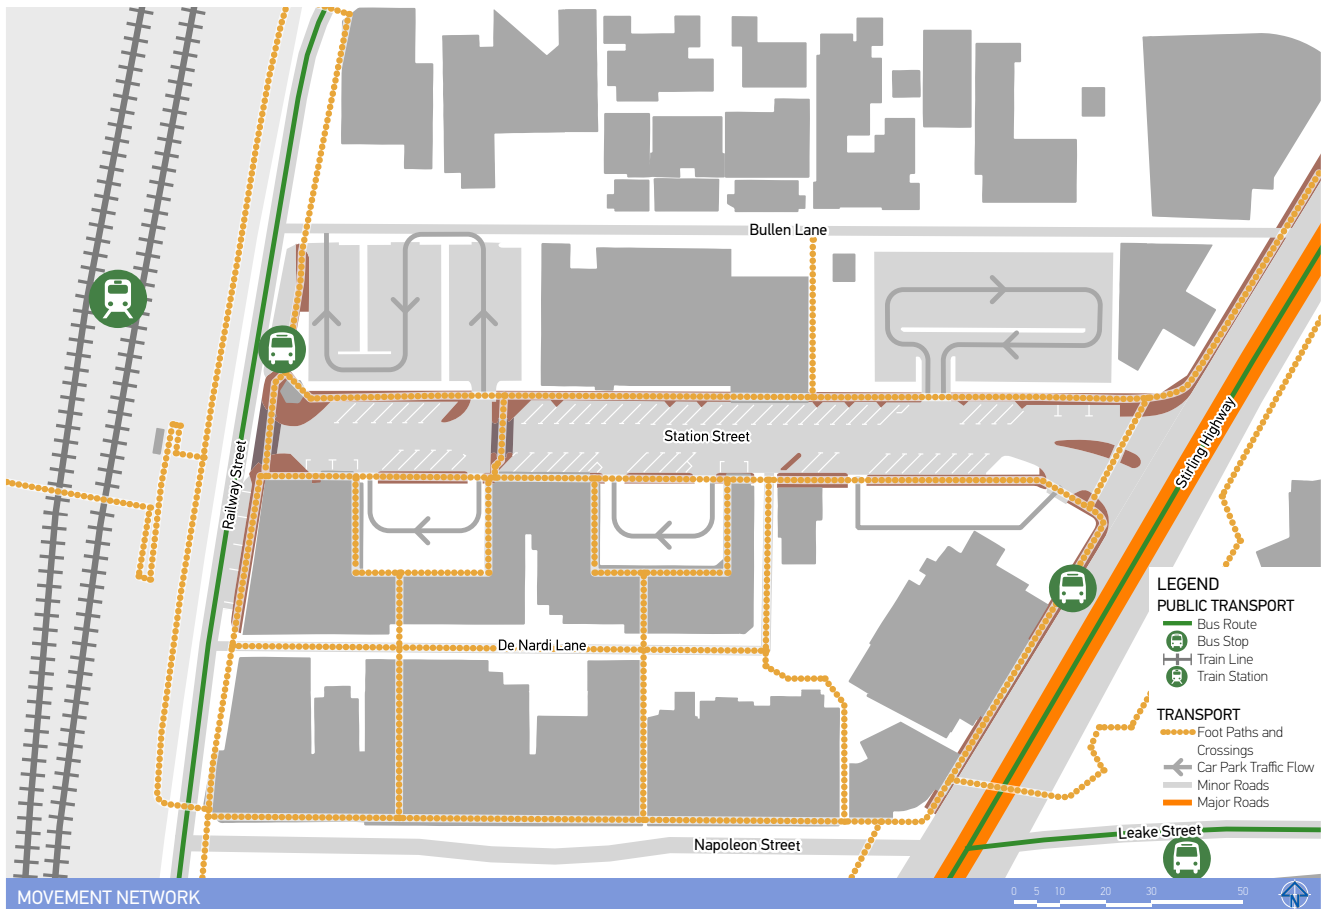 Bullen Lane
Station Street
Railway Street
Stirling Highway
De Nardi Lane
Napoleon Street
Leake Street
LEGEND
PUBLIC TRANSPORT
Bus Route
Bus Stop
Train Line
Train Station
TRANSPORT
Foot Paths and
Crossings
Car Park Traffic Flow
Minor Roads
Major Roads
MOVEMENT NETWORK
0 5 10 20 30 50
N